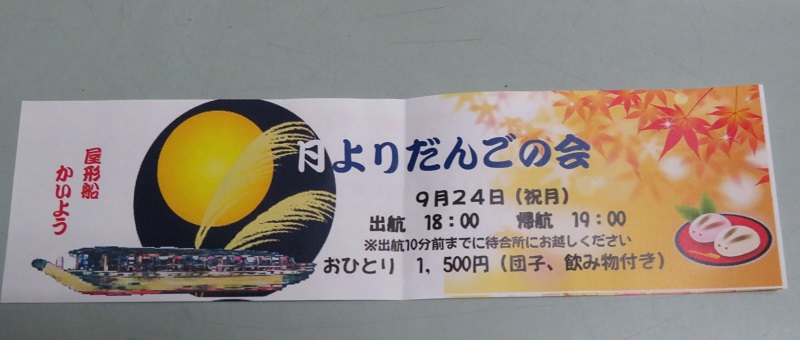 屋形船
かいよう
月よりだんごの会
9月24日（祝月）
出航 18：00 帰航 19：00
※出航10分前までに待合所にお越しください
おひとり 1,500円（団子、飲み物付き）